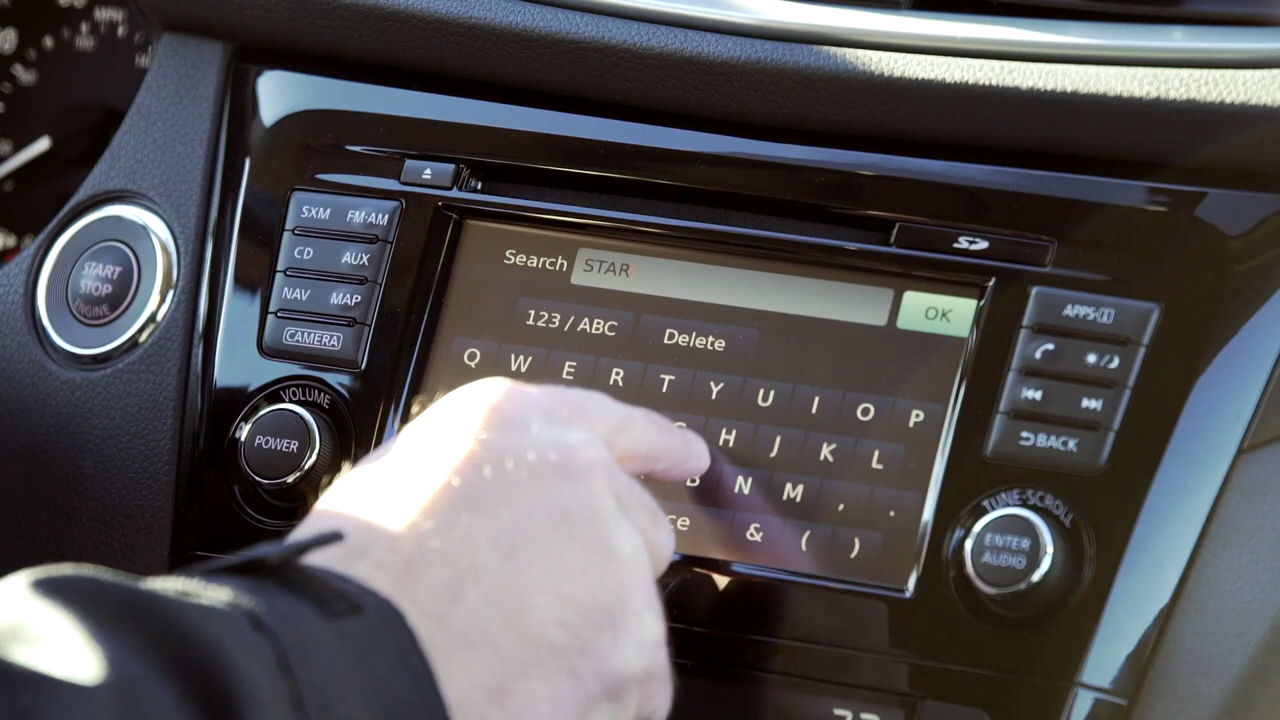 START
STOP
ENGINE
SXM FM·AM
CD AUX
NAV MAP
CAMERA
VOLUME
POWER
SD
Search STAR OK
123 / ABC Delete
Q W E R T Y U I O P
H J K L
B N M , .
& ( )
APPS·i
BACK
TUNE·SCROLL
ENTER
AUDIO